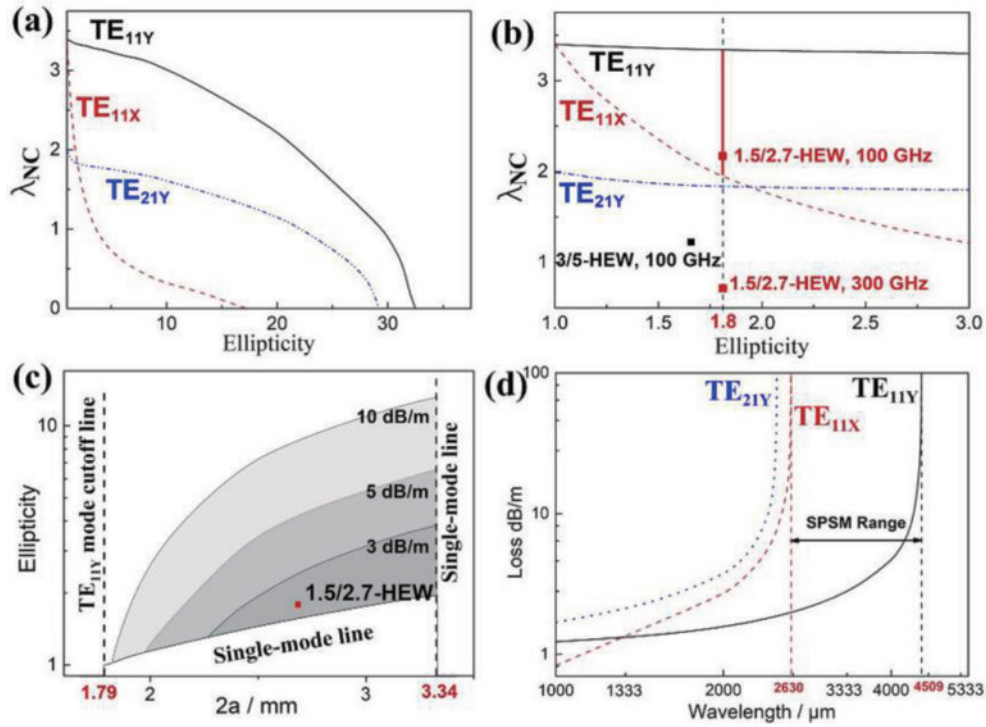 (a)
TE11Y
TE11X
TE21Y
λNC
3
2
1
0
10
20
30
Ellipticity
(b)
TE11Y
TE11X
TE21Y
1.5/2.7-HEW, 100 GHz
3/5-HEW, 100 GHz
1.5/2.7-HEW, 300 GHz
λNC
3
2
1
1.0
1.5
1.8
2.0
2.5
3.0
Ellipticity
(c)
TE11Y mode cutoff line
10 dB/m
5 dB/m
3 dB/m
1.5/2.7-HEW
Single-mode line
Single-mode line
Ellipticity
10
1
1.79
2
3
3.34
2a / mm
(d)
TE21Y
TE11X
TE11Y
SPSM Range
Loss dB/m
100
10
1
1000
1333
2000
2630
3333
4000
4509
5333
Wavelength / μm